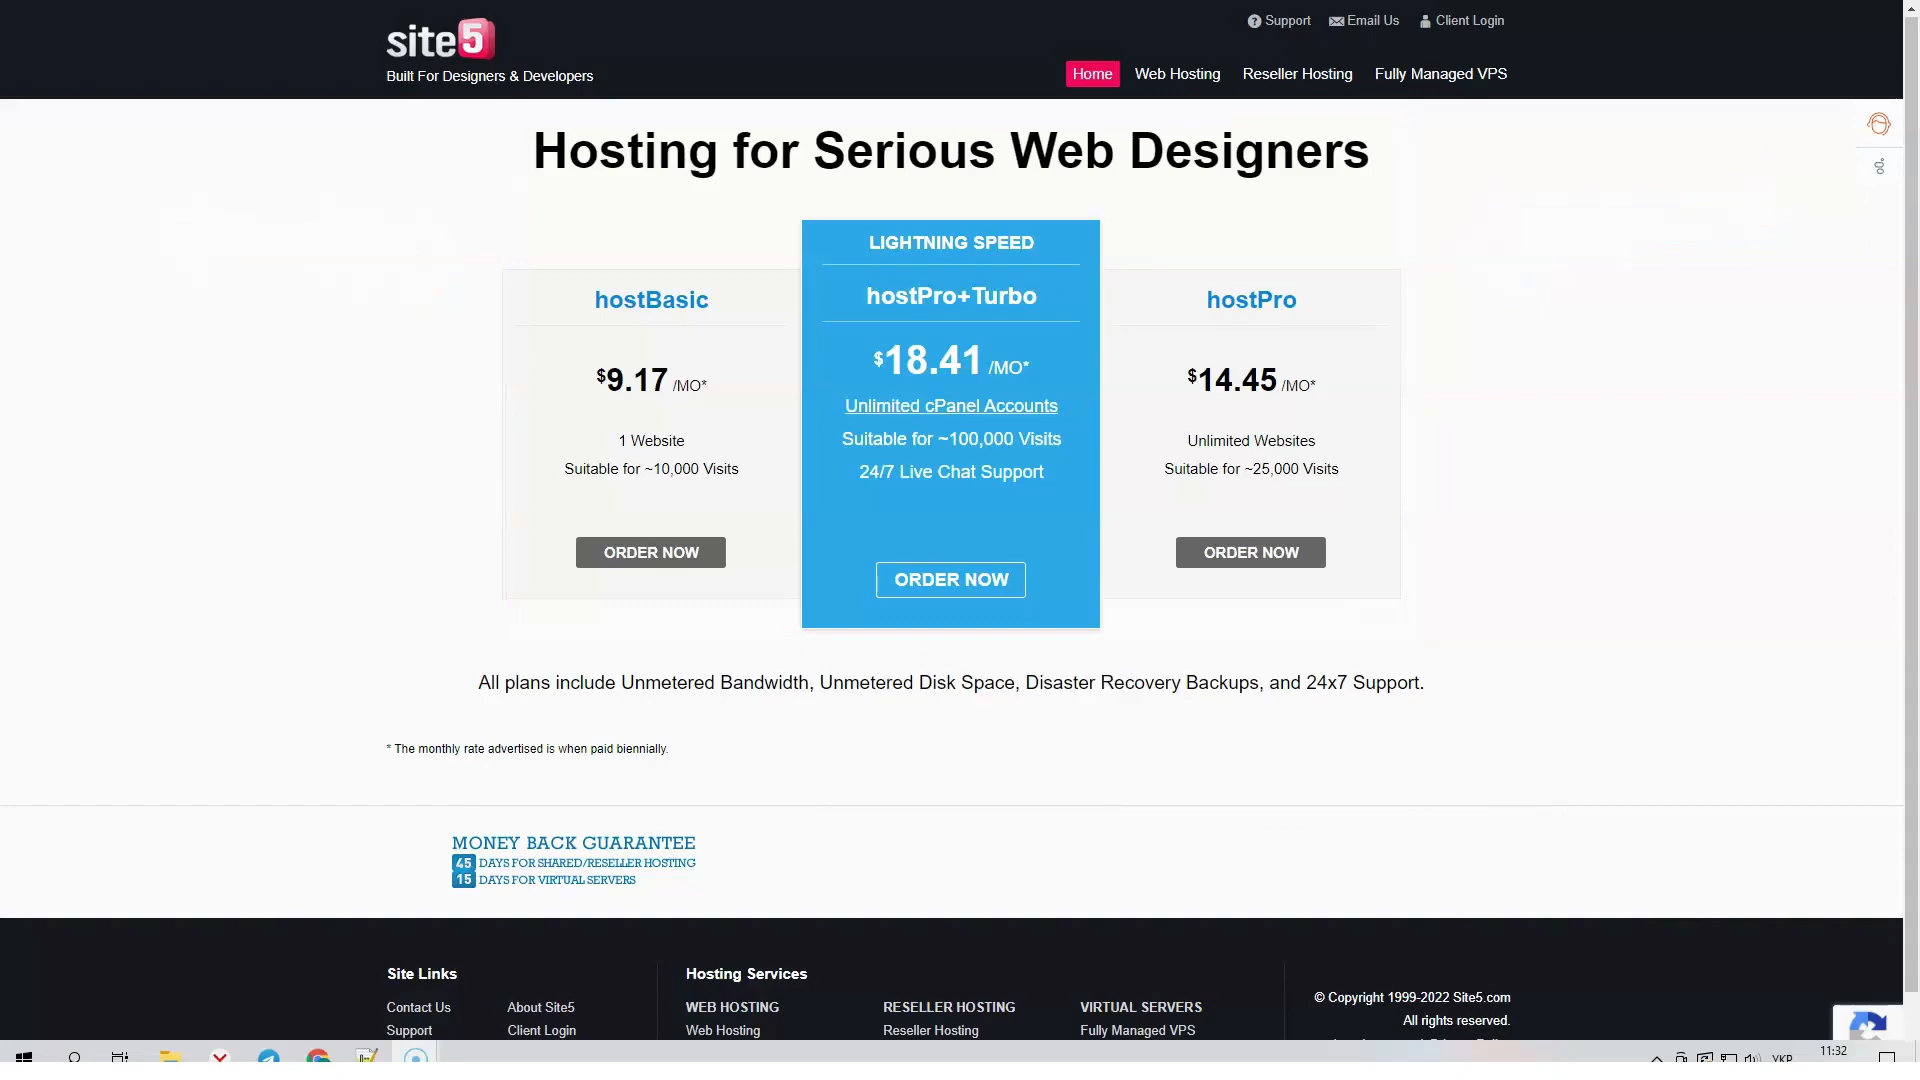 site5
Built For Designers & Developers
Support
Email Us
Client Login
Home
Web Hosting
Reseller Hosting
Fully Managed VPS
Hosting for Serious Web Designers
hostBasic
$9.17 /MO*
1 Website
Suitable for ~10,000 Visits
ORDER NOW
LIGHTNING SPEED
hostPro+Turbo
$18.41 /MO*
Unlimited cPanel Accounts
Suitable for ~100,000 Visits
24/7 Live Chat Support
ORDER NOW
hostPro
$14.45 /MO*
Unlimited Websites
Suitable for ~25,000 Visits
ORDER NOW
All plans include Unmetered Bandwidth, Unmetered Disk Space, Disaster Recovery Backups, and 24x7 Support.
* The monthly rate advertised is when paid biennially.
MONEY BACK GUARANTEE
45 DAYS FOR SHARED/RESELLER HOSTING
15 DAYS FOR VIRTUAL SERVERS
Site Links
Contact Us
About Site5
Support
Client Login
Hosting Services
WEB HOSTING
Web Hosting
RESELLER HOSTING
Reseller Hosting
VIRTUAL SERVERS
Fully Managed VPS
© Copyright 1999-2022 Site5.com
All rights reserved.
УКР
11:32